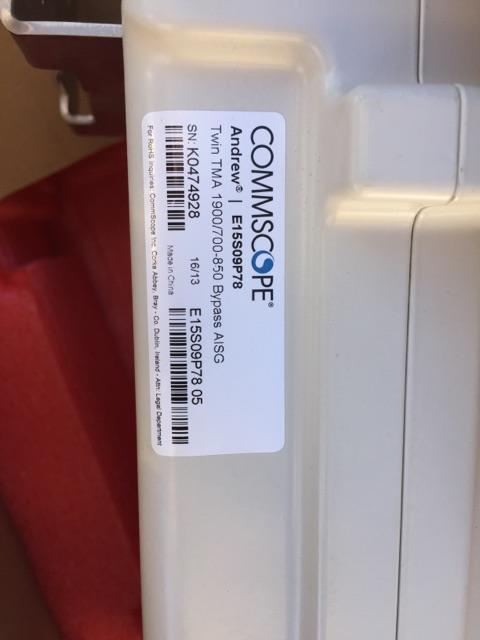 COMMSCOPE®
Andrew® | E15S09P78
Twin TMA 1900/700-850 Bypass AISG
SN: K0474928 16/13 E15S09P78 05
Made in China
For RoHS inquiries: CommScope Inc. Corke Abbey, Bray - Co. Dublin, Ireland - Attn: Legal Department